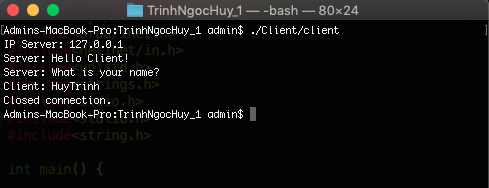 TrinhNgocHuy_1 — -bash — 80×24
[Admins-MacBook-Pro:TrinhNgocHuy_1 admin$ ./Client/client ]
IP Server: 127.0.0.1
Server: Hello Client!
Server: What is your name?
Client: HuyTrinh
Closed connection.
Admins-MacBook-Pro:TrinhNgocHuy_1 admin$
#include<string.h>
int main() {